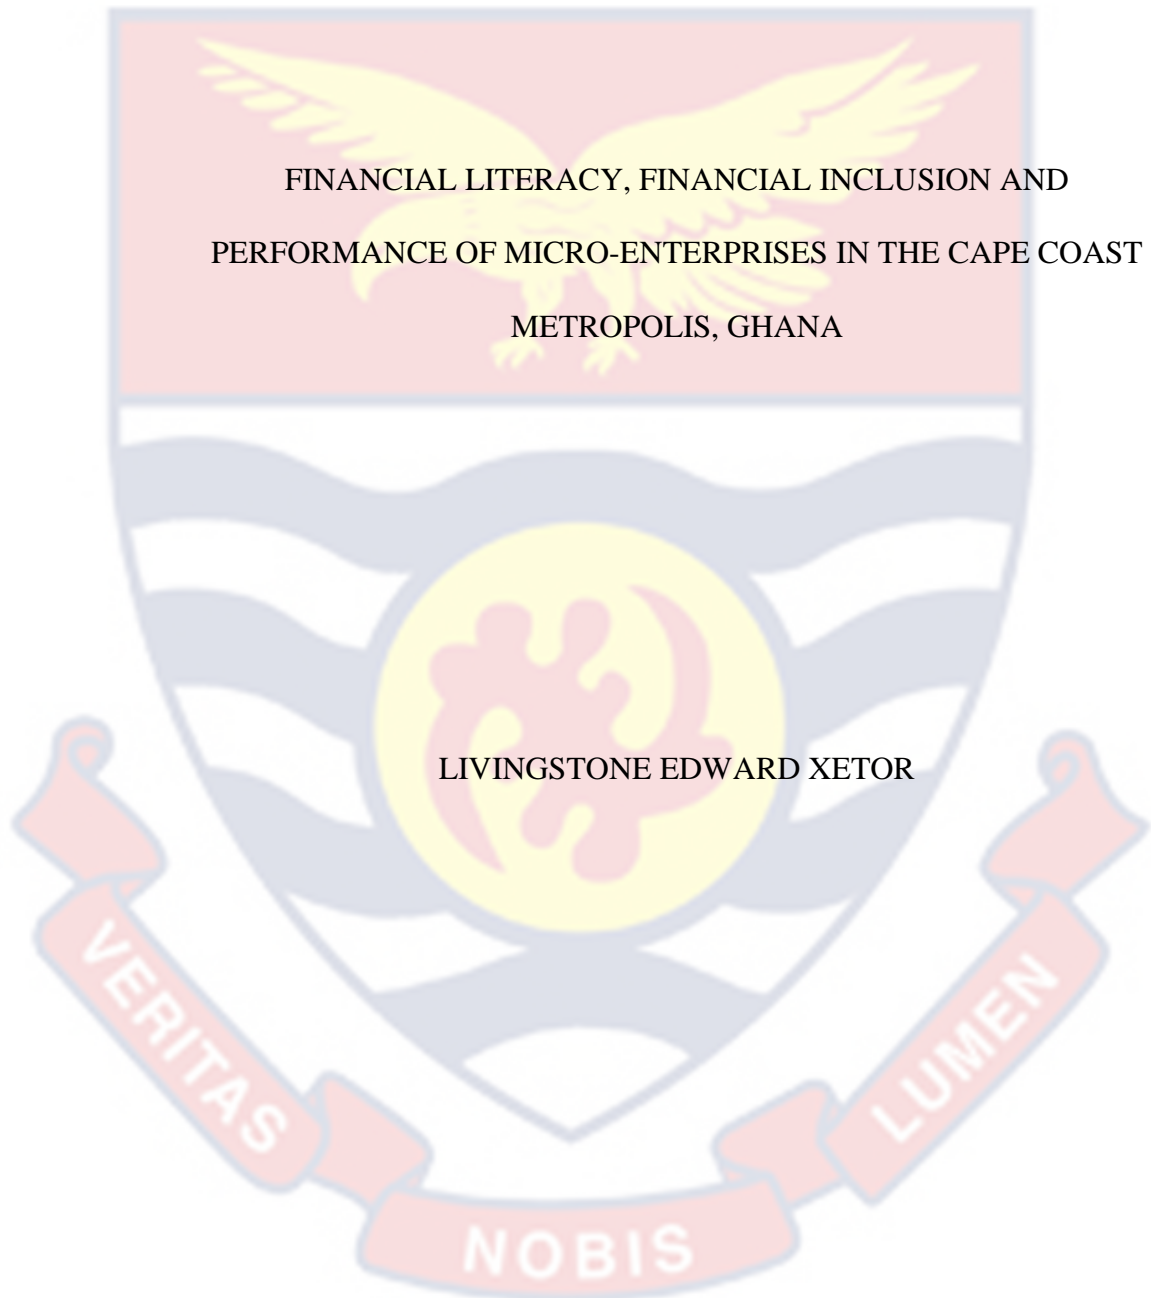 FINANCIAL LITERACY, FINANCIAL INCLUSION AND
PERFORMANCE OF MICRO-ENTERPRISES IN THE CAPE COAST
METROPOLIS, GHANA
LIVINGSTONE EDWARD XETOR
VERITAS
NOBIS
LUMEN